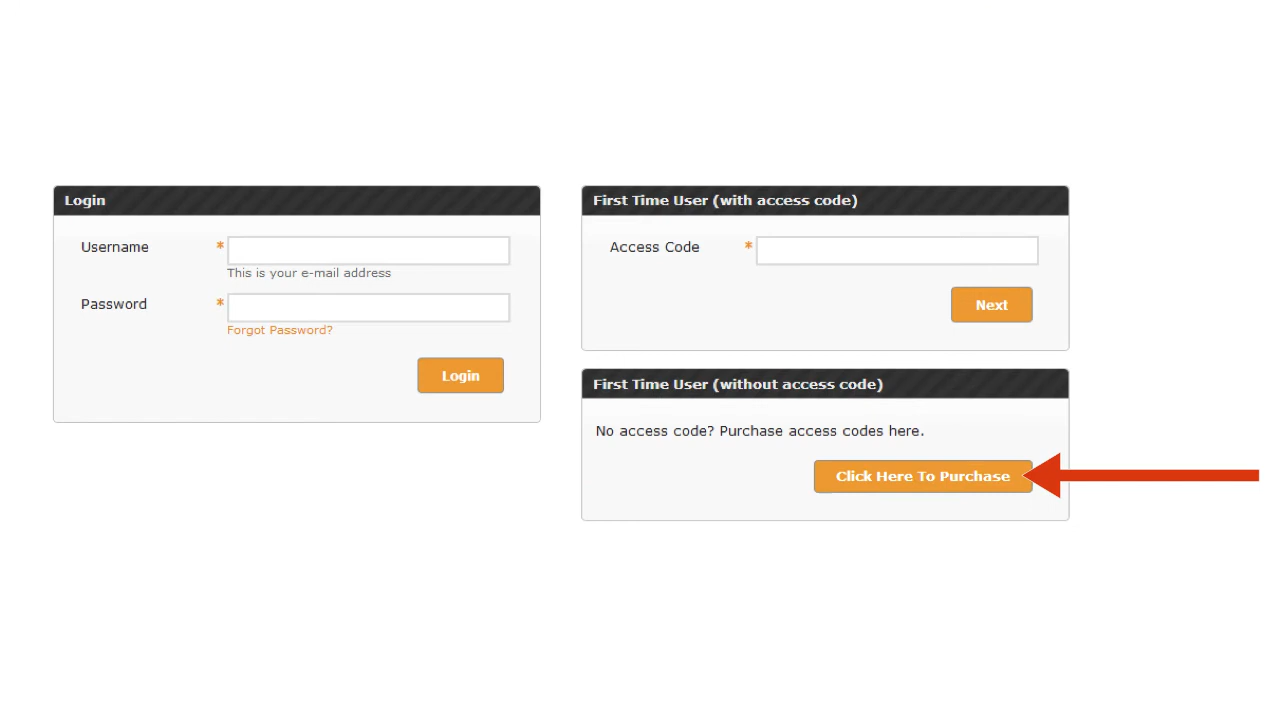 Login
Username *
This is your e-mail address
Password *
Forgot Password?
Login
First Time User (with access code)
Access Code *
Next
First Time User (without access code)
No access code? Purchase access codes here.
Click Here To Purchase